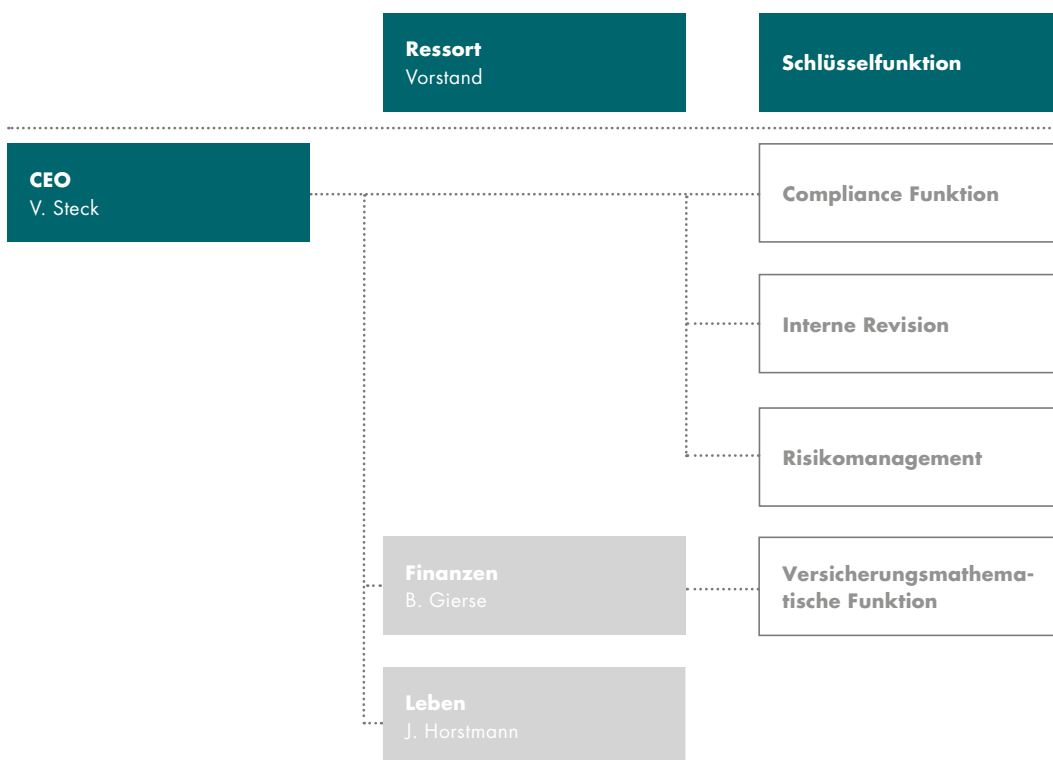 Ressort
Vorstand
Schlüsselfunktion
CEO
V. Steck
Compliance Funktion
Interne Revision
Risikomanagement
Finanzen
B. Gierse
Versicherungsmathema-
tische Funktion
Leben
J. Horstmann